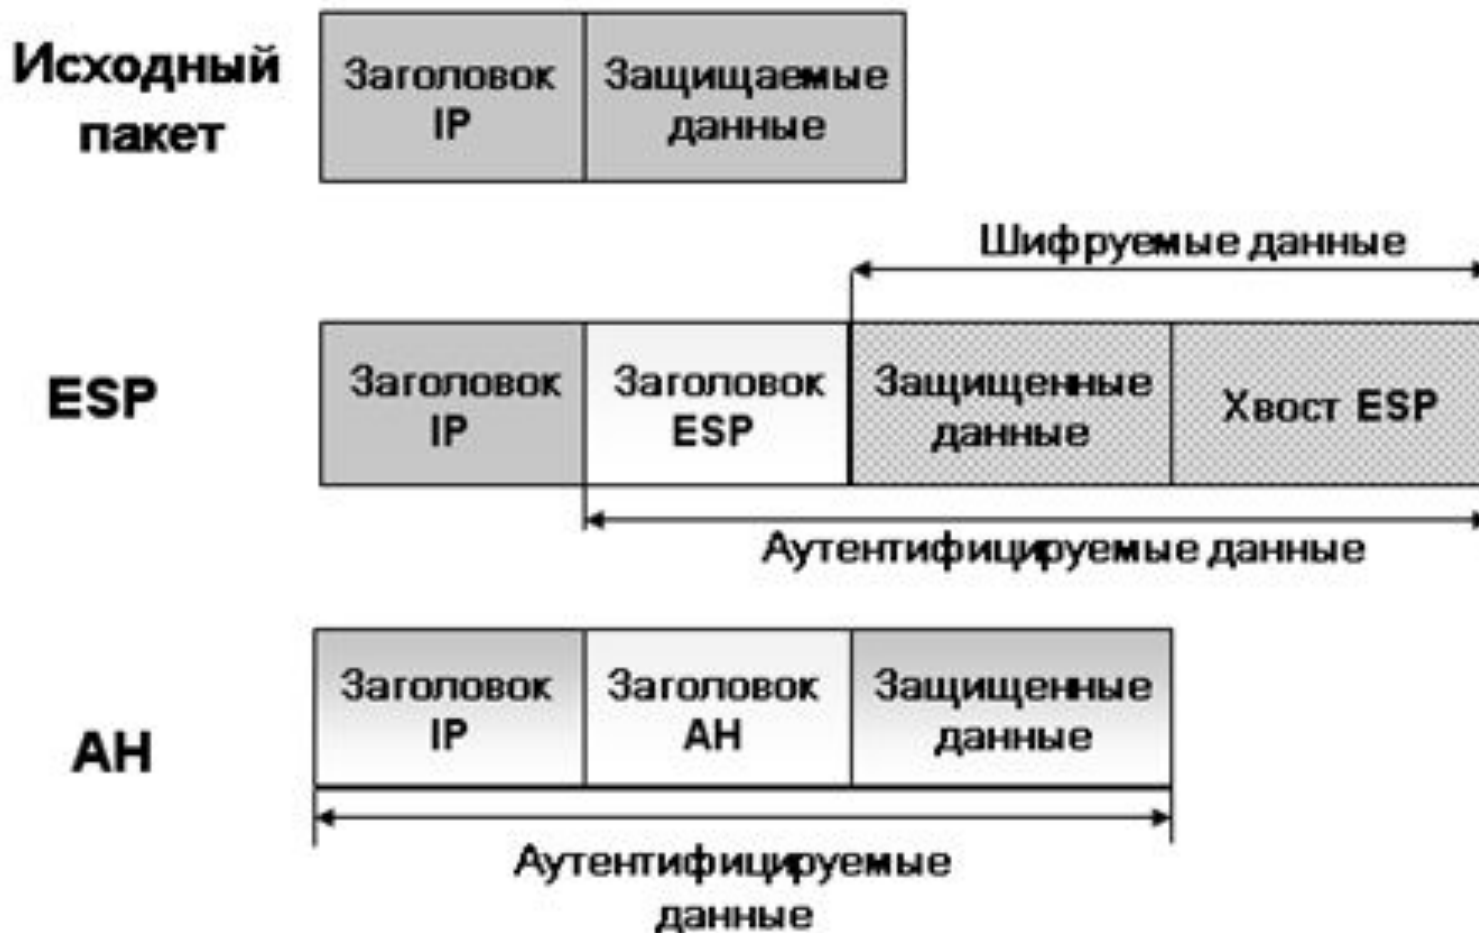 Исходный
пакет
Заголовок
IP
Защищаемые
данные
Шифруемые данные
ESP
Заголовок
IP
Заголовок
ESP
Защищенные
данные
Хвост ESP
Аутентифицируемые данные
AH
Заголовок
IP
Заголовок
AH
Защищенные
данные
Аутентифицируемые
данные